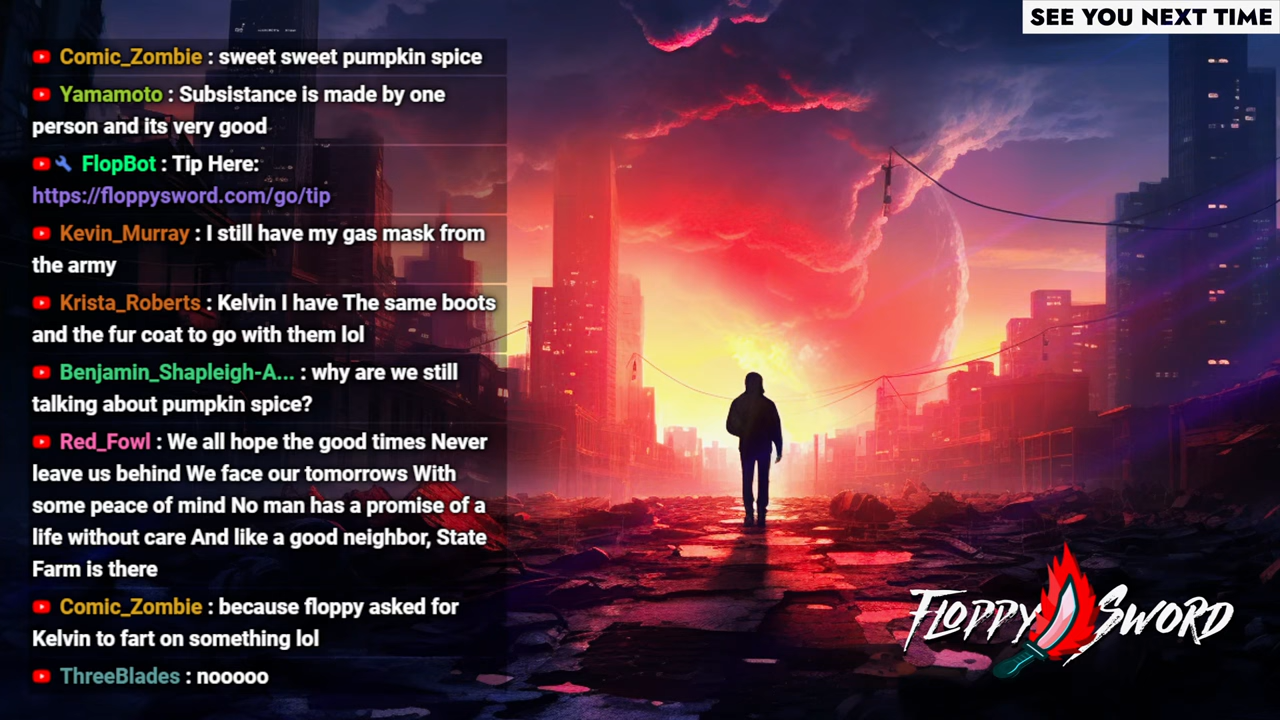 SEE YOU NEXT TIME
Comic_Zombie : sweet sweet pumpkin spice
Yamamoto : Subsistance is made by one
person and its very good
FlopBot : Tip Here:
https://floppysword.com/go/tip
Kevin_Murray : I still have my gas mask from
the army
Krista_Roberts : Kelvin I have The same boots
and the fur coat to go with them lol
Benjamin_Shapleigh-A... : why are we still
talking about pumpkin spice?
Red_Fowl : We all hope the good times Never
leave us behind We face our tomorrows With
some peace of mind No man has a promise of a
life without care And like a good neighbor, State
Farm is there
Comic_Zombie : because floppy asked for
Kelvin to fart on something lol
ThreeBlades : nooooo
FLOPPY SWORD